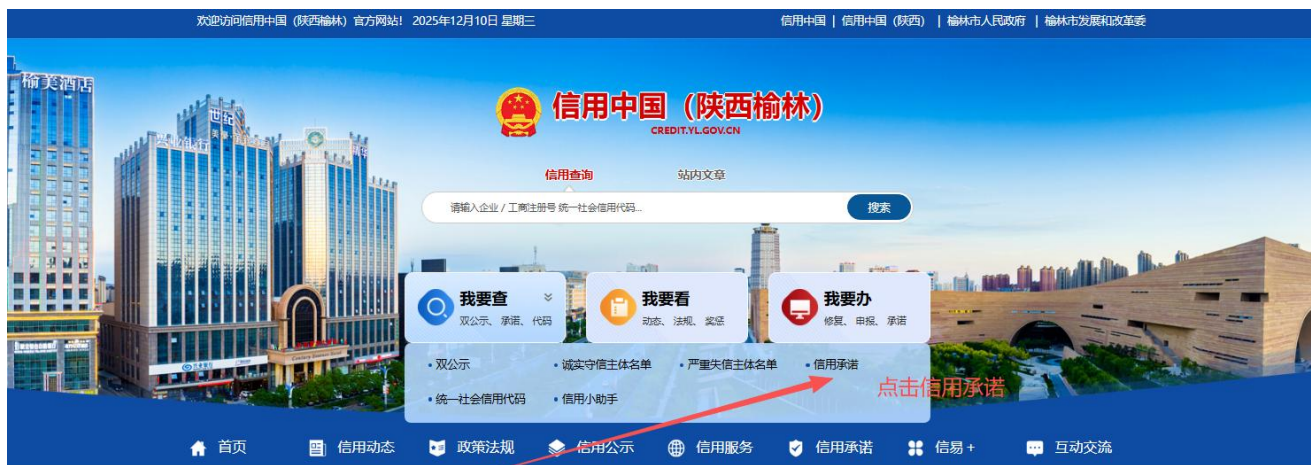 欢迎访问信用中国（陕西榆林）官方网站! 2025年12月10日 星期三
信用中国 | 信用中国（陕西） | 榆林市人民政府 | 榆林市发展和改革委
榆美酒店
世纪
信用中国（陕西榆林）
CREDIT.YL.GOV.CN
信用查询 站内文章
请输入企业 / 工商注册号 统一社会信用代码...
搜索
我要查 我要看 我要办
双公示、承诺、代码 动态、法规、奖惩 修复、申报、承诺
双公示 诚实守信主体名单 严重失信主体名单 信用承诺
点击信用承诺
统一社会信用代码 信用小助手
首页 信用动态 政策法规 信用公示 信用服务 信用承诺 信易+ 互动交流